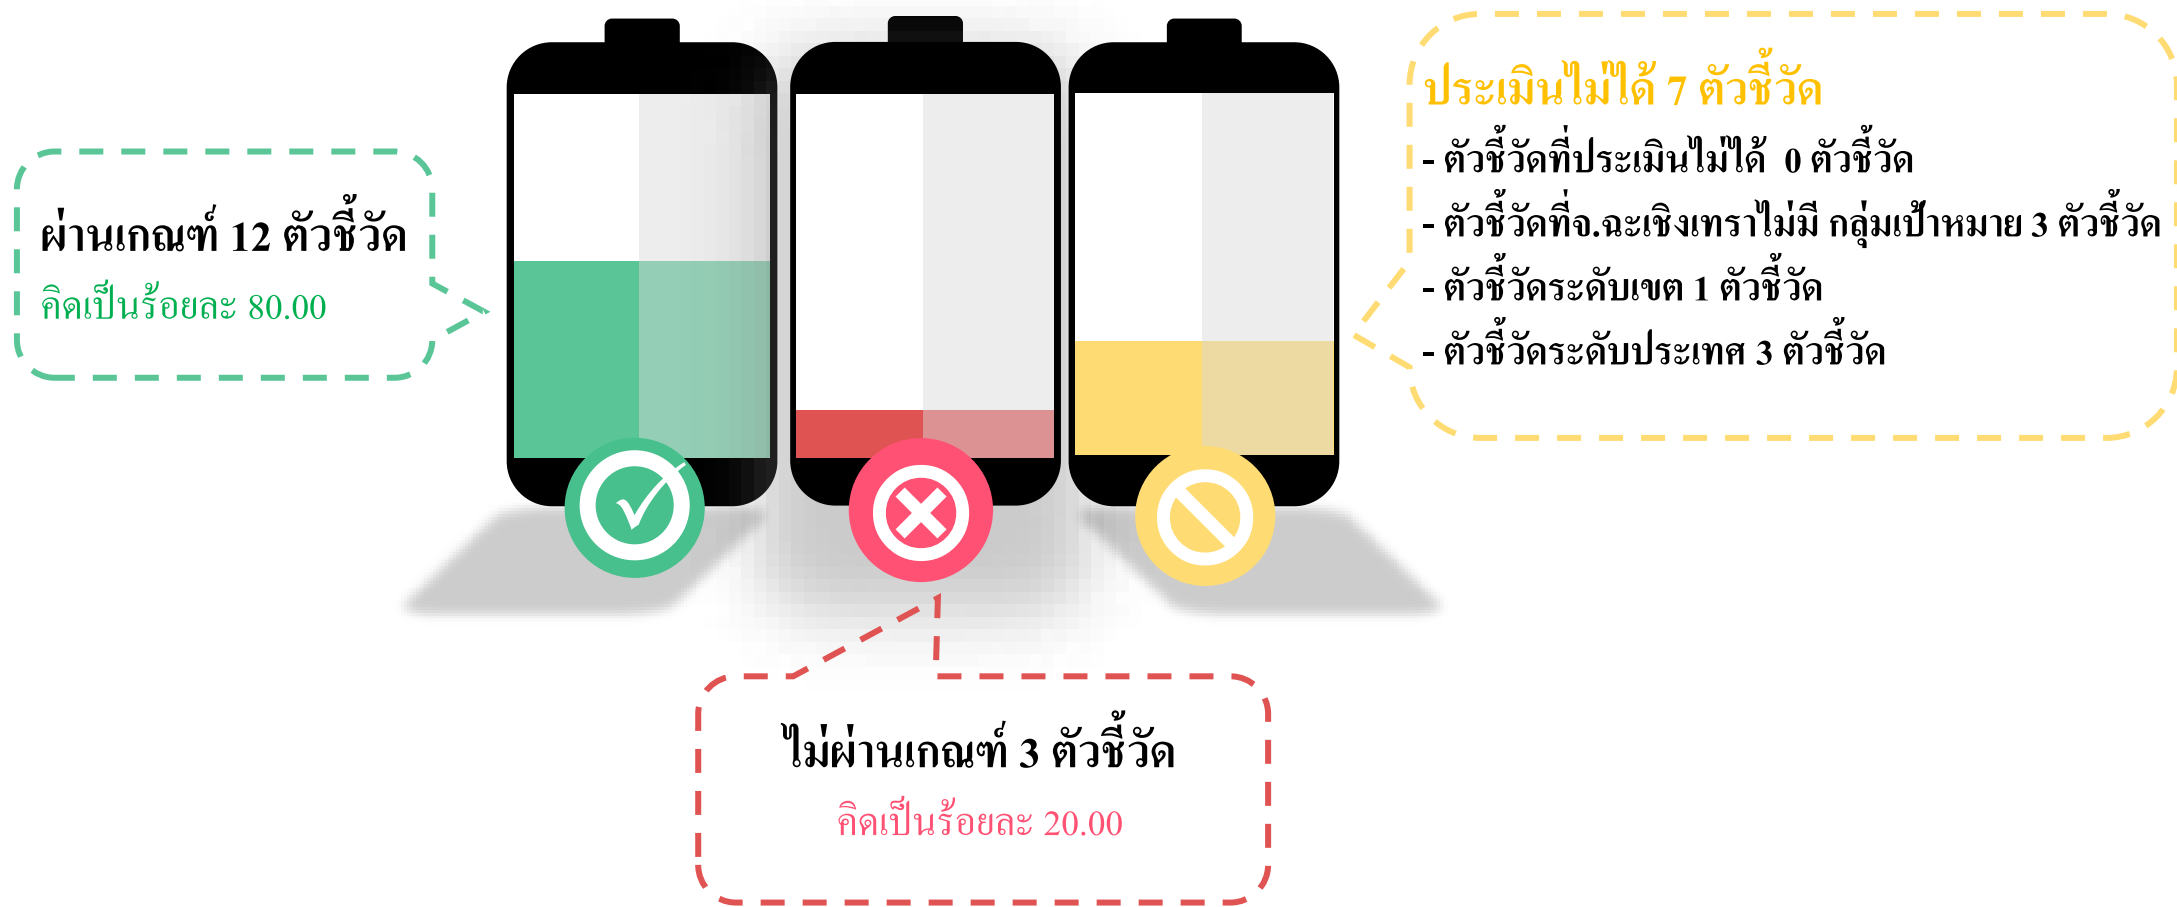 ผ่านเกณฑ์ 12 ตัวชี้วัด
คิดเป็นร้อยละ 80.00
ประเมินไม่ได้ 7 ตัวชี้วัด
- ตัวชี้วัดที่ประเมินไม่ได้ 0 ตัวชี้วัด
- ตัวชี้วัดที่จ.ฉะเชิงเทราไม่มี กลุ่มเป้าหมาย 3 ตัวชี้วัด
- ตัวชี้วัดระดับเขต 1 ตัวชี้วัด
- ตัวชี้วัดระดับประเทศ 3 ตัวชี้วัด
ไม่ผ่านเกณฑ์ 3 ตัวชี้วัด
คิดเป็นร้อยละ 20.00